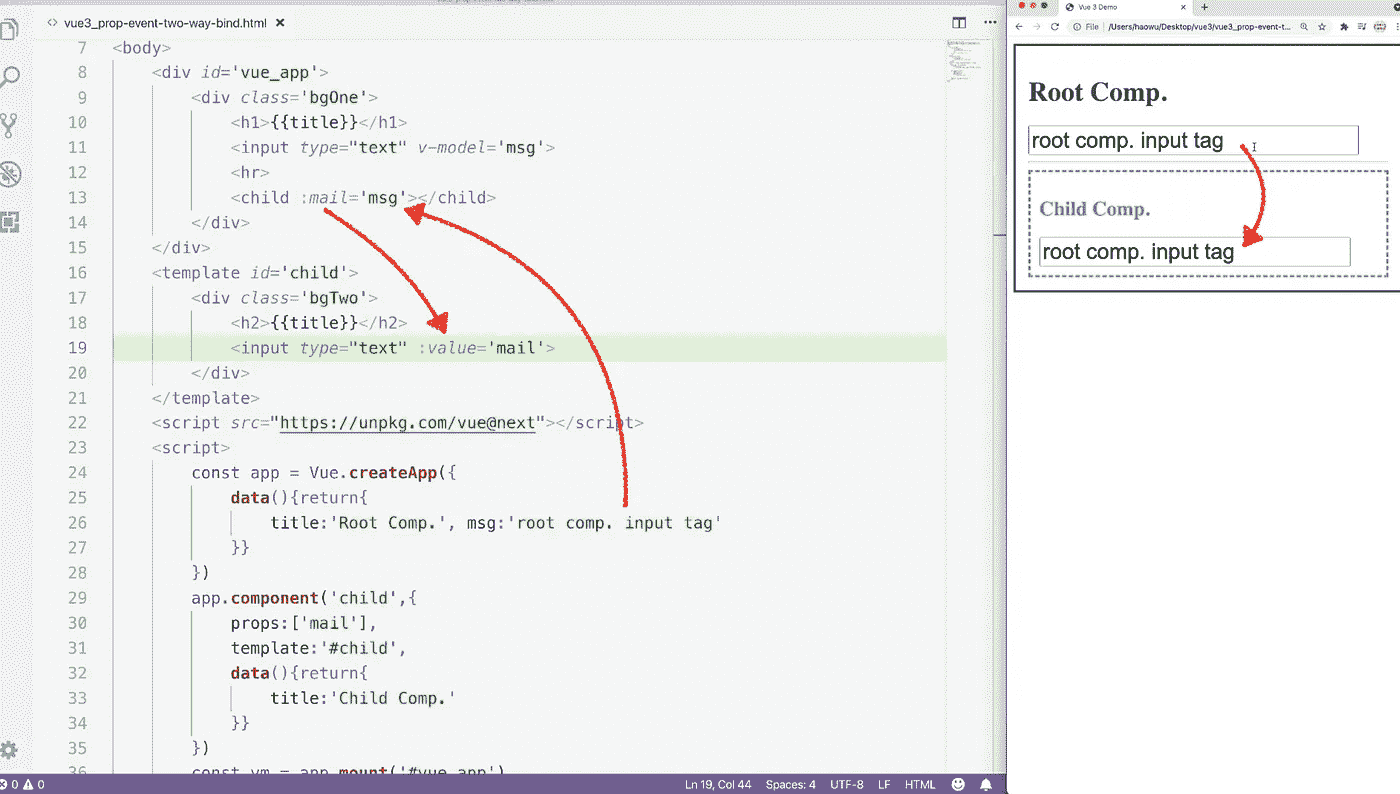 vue3_prop-event-two-way-bind.html
7 <body>
8 <div id='vue_app'>
9 <div class='bgOne'>
10 <h1>{{title}}</h1>
11 <input type="text" v-model='msg'>
12 <hr>
13 <child :mail='msg'></child>
14 </div>
15 </div>
16 <template id='child'>
17 <div class='bgTwo'>
18 <h2>{{title}}</h2>
19 <input type="text" :value='mail'>
20 </div>
21 </template>
22 <script src="https://unpkg.com/vue@next"></script>
23 <script>
24 const app = Vue.createApp({
25 data(){return{
26 title:'Root Comp.', msg:'root comp. input tag'
27 }}
28 })
29 app.component('child',{
30 props:['mail'],
31 template:'#child',
32 data(){return{
33 title:'Child Comp.'
34 }}
35 })
36 const vm = app.mount('#vue_app')
0 0
Ln 19, Col 44 Spaces: 4 UTF-8 LF HTML
Vue 3 Demo
File /Users/haowu/Desktop/vue3/vue3_prop-event-t...
Root Comp.
root comp. input tag
Child Comp.
root comp. input tag